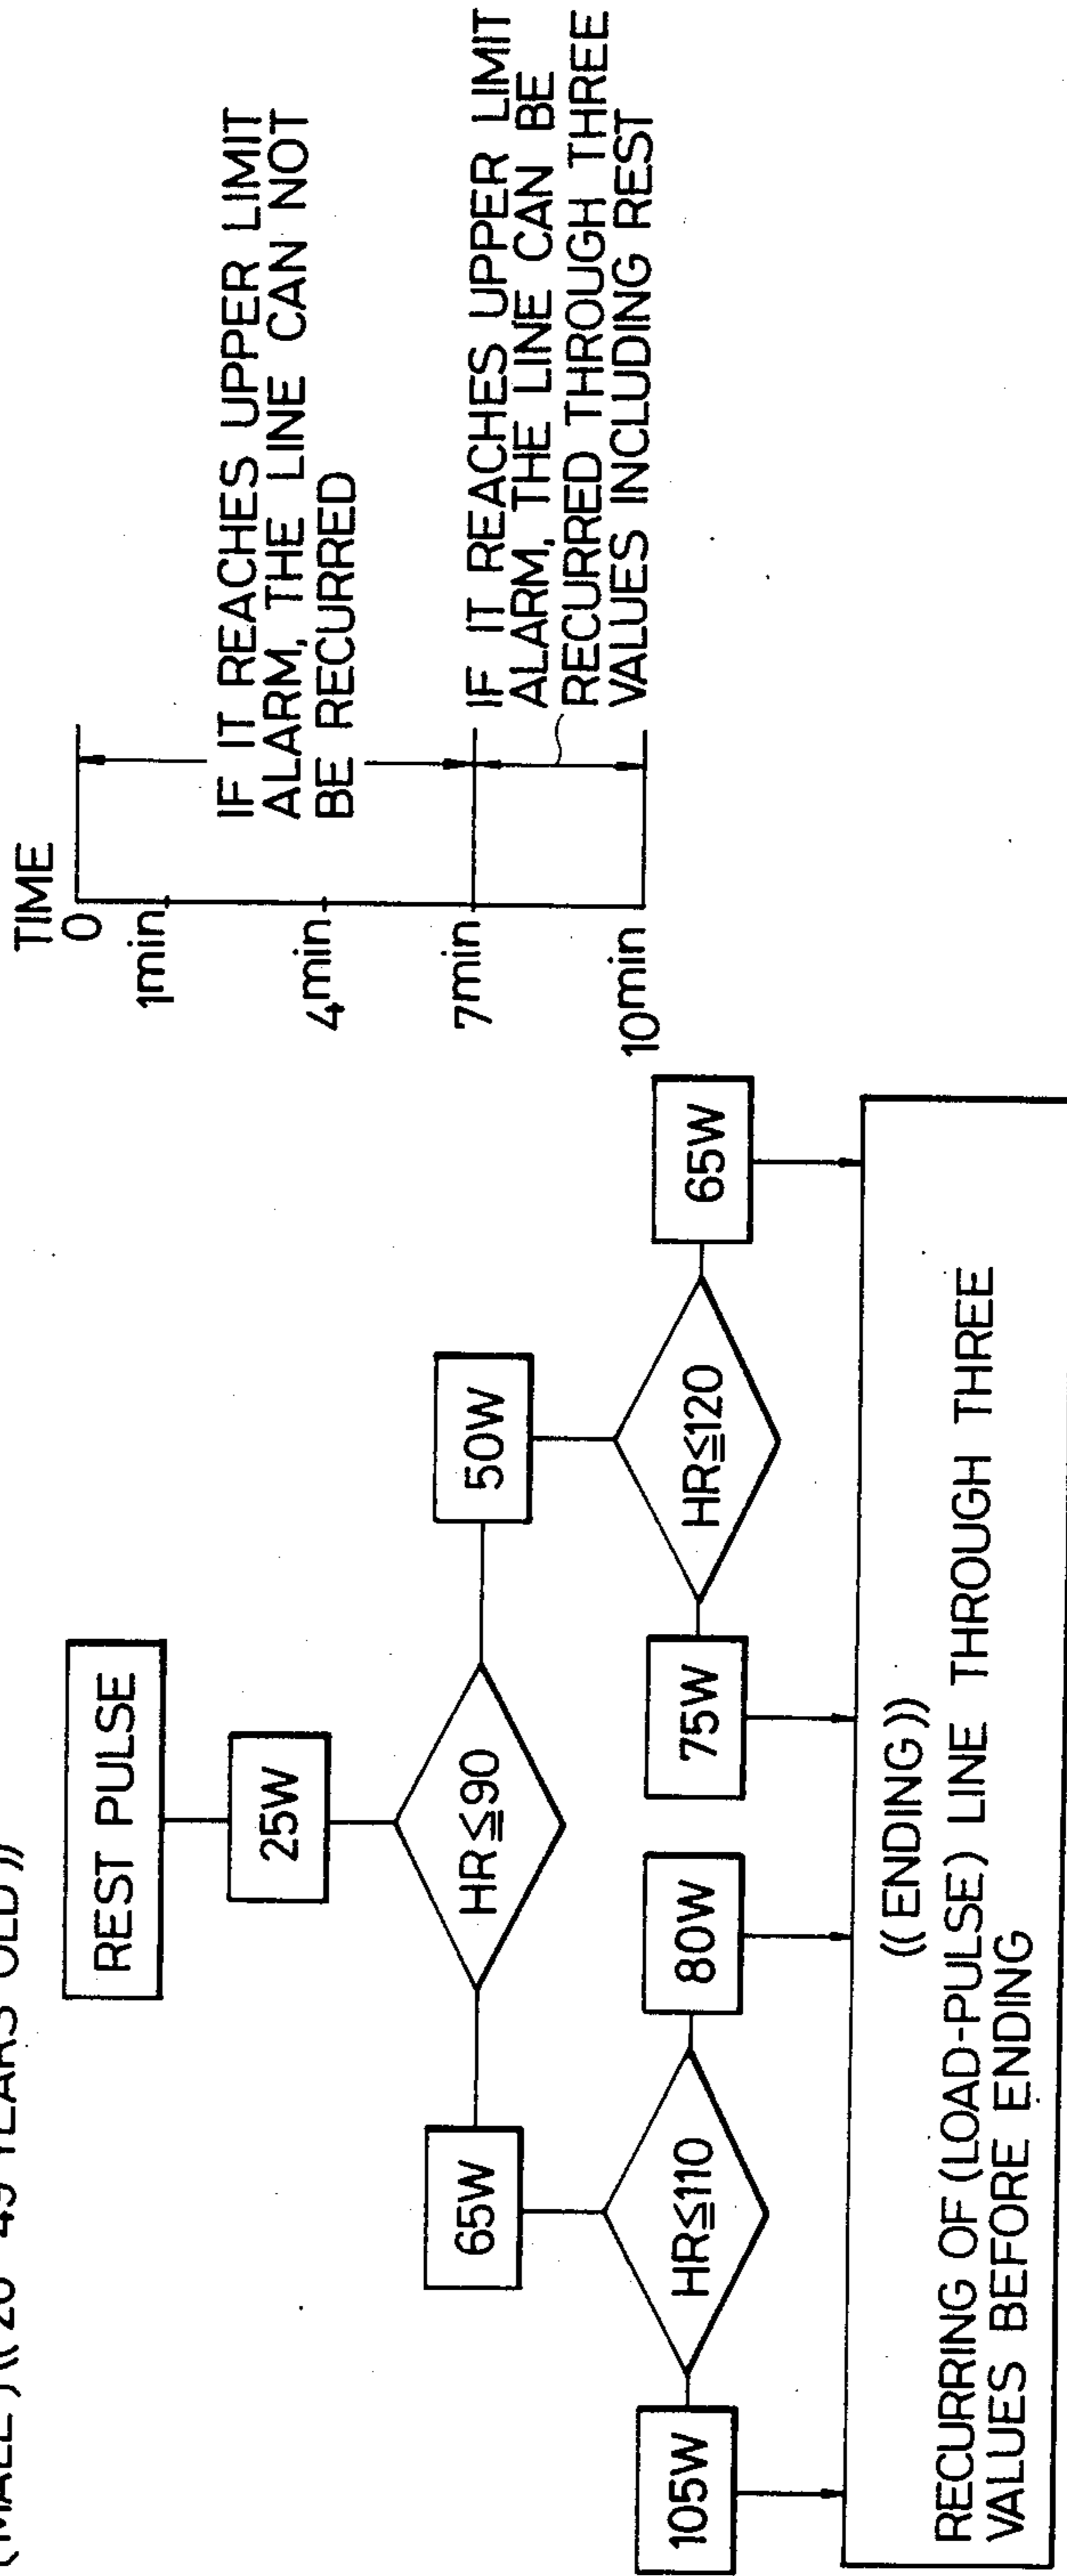 (MALE)((20 49 YEARS OLD))
REST PULSE
25W
HR≦90
65W
50W
HR≦110
HR≦120
105W
80W
75W
65W
((ENDING))
RECURRING OF (LOAD-PULSE) LINE THROUGH THREE
VALUES BEFORE ENDING
TIME
0
1min
4min
7min
10min
IF IT REACHES UPPER LIMIT
ALARM, THE LINE CAN NOT
BE RECURRED
IF IT REACHES UPPER LIMIT
ALARM, THE LINE CAN BE
RECURRED THROUGH THREE
VALUES INCLUDING REST